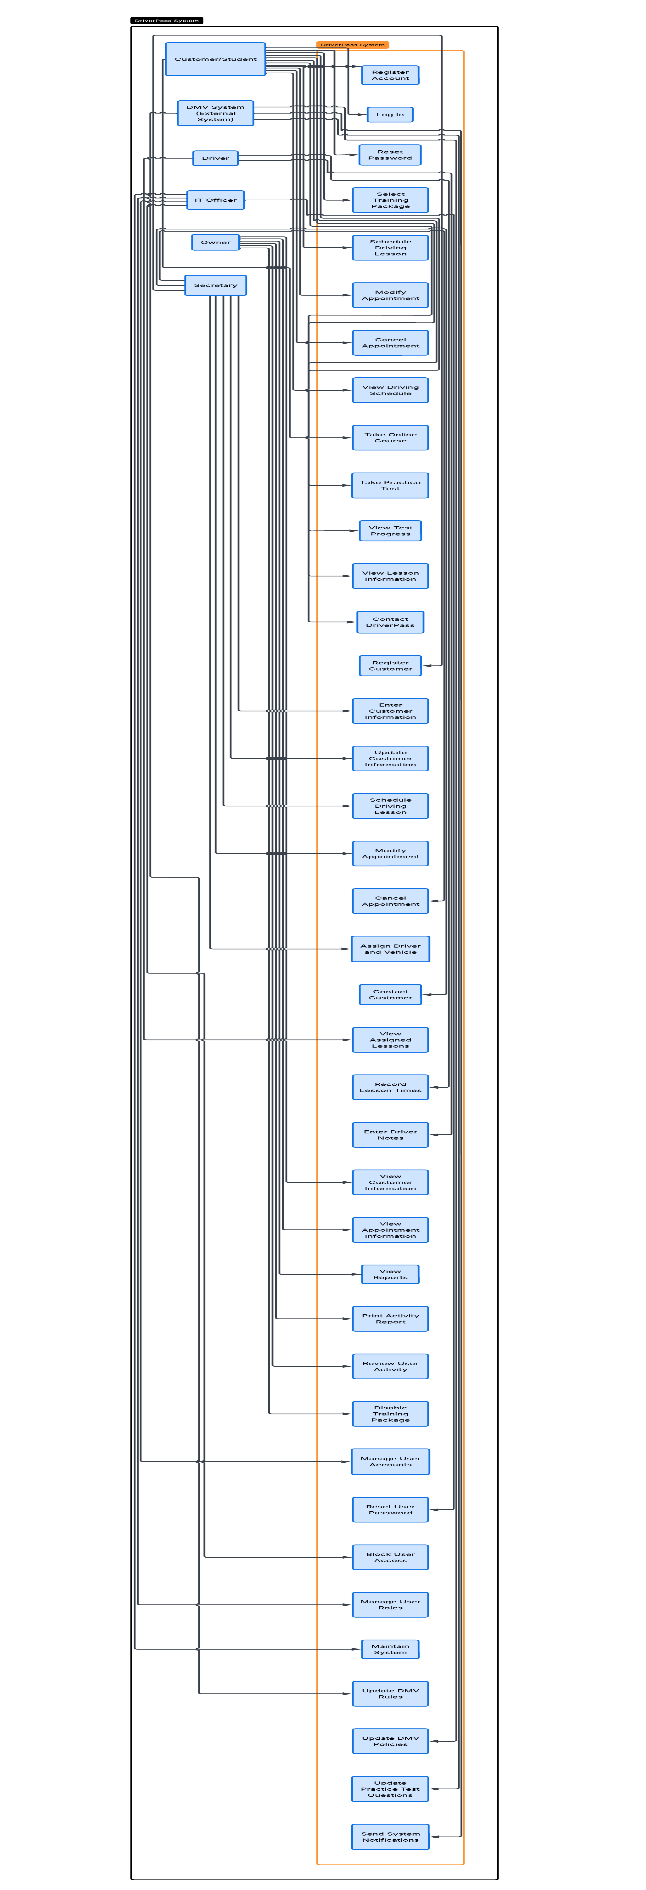 DriverPass System
DriverPass System
Customer/Student
Register
Account
DMV System
(External
System)
Log In
Driver
Reset
Password
IT Officer
Select
Training
Package
Owner
Schedule
Driving
Lesson
Secretary
Modify
Appointment
Cancel
Appointment
View Driving
Schedule
Take Online
Course
Take Practice
Test
View Test
Progress
View Lesson
Information
Contact
DriverPass
Register
Customer
Enter
Customer
Information
Update
Customer
Information
Schedule
Driving
Lesson
Modify
Appointment
Cancel
Appointment
Assign Driver
and Vehicle
Contact
Customer
View
Assigned
Lessons
Record
Lesson Times
Enter Driver
Notes
View
Customer
Information
View
Appointment
Information
View
Reports
Print Activity
Report
Review User
Activity
Disable
Training
Package
Manage User
Accounts
Reset User
Password
Block User
Access
Manage User
Roles
Maintain
System
Update DMV
Rules
Update DMV
Policies
Update
Practice Test
Questions
Send System
Notifications